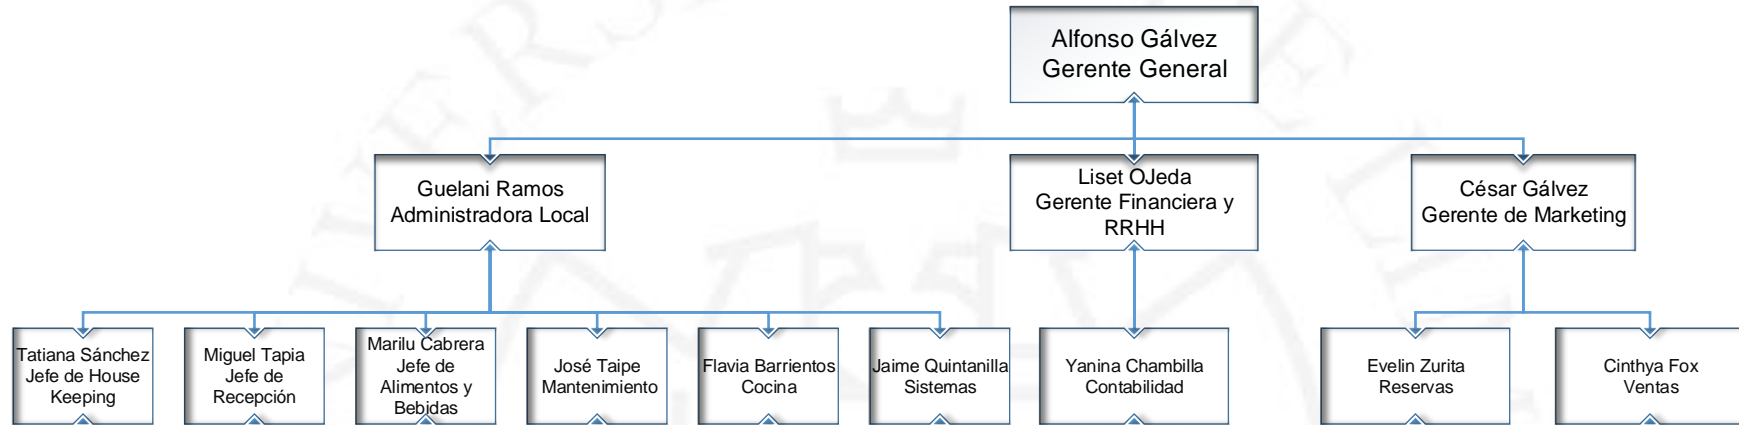 Alfonso Gálvez
Gerente General
Guelani Ramos
Administradora Local
Liset OJeda
Gerente Financiera y
RRHH
César Gálvez
Gerente de Marketing
Tatiana Sánchez
Jefe de House
Keeping
Miguel Tapia
Jefe de
Recepción
Marilu Cabrera
Jefe de
Alimentos y
Bebidas
José Taipe
Mantenimiento
Flavia Barrientos
Cocina
Jaime Quintanilla
Sistemas
Yanina Chambilla
Contabilidad
Evelin Zurita
Reservas
Cinthya Fox
Ventas